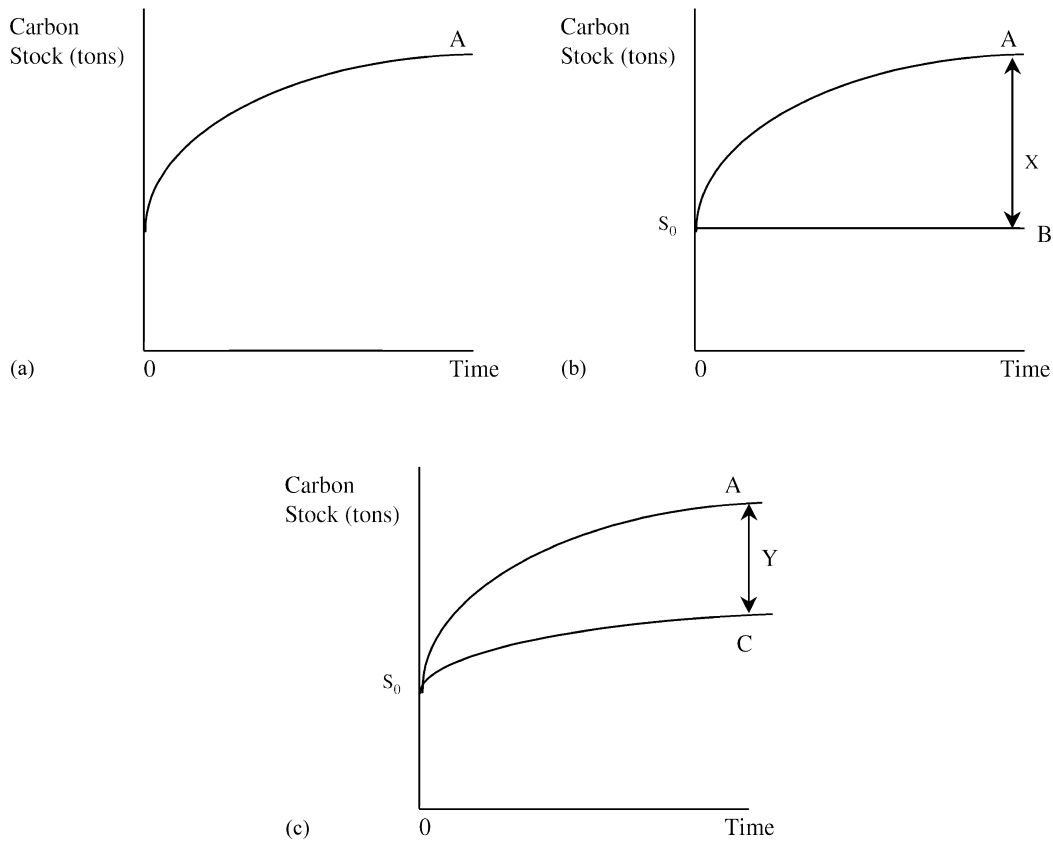 Carbon
Stock (tons)
A
(a)
0
Time
Carbon
Stock (tons)
A
X
S0
B
(b)
0
Time
Carbon
Stock (tons)
A
Y
C
S0
(c)
0
Time